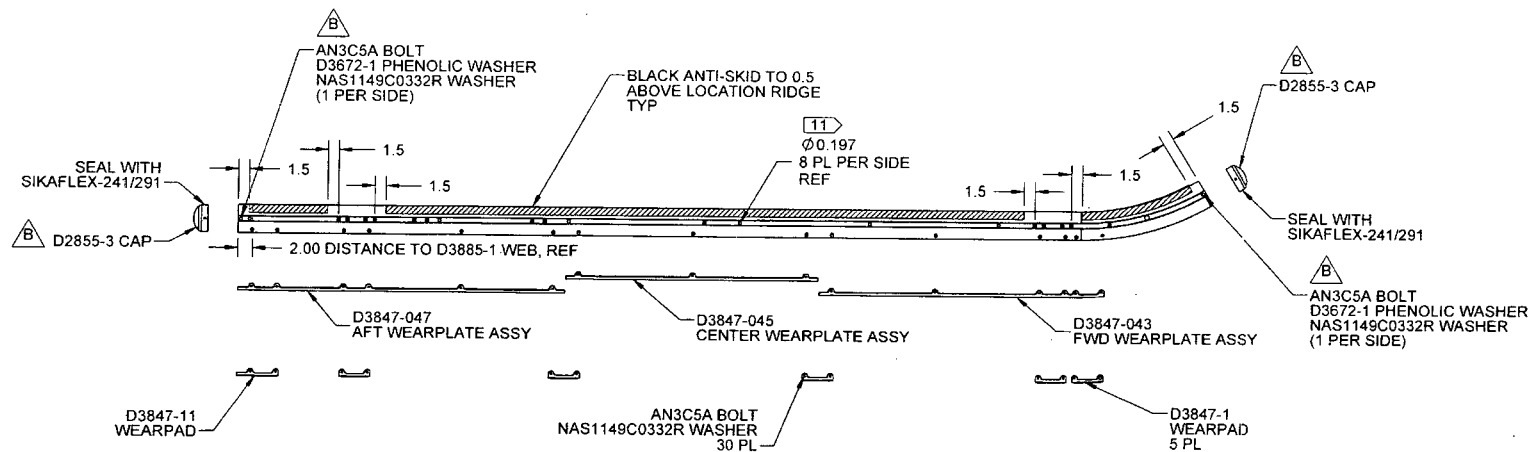 B
AN3C5A BOLT
D3672-1 PHENOLIC WASHER
NAS1149C0332R WASHER
(1 PER SIDE)
BLACK ANTI-SKID TO 0.5
ABOVE LOCATION RIDGE
TYP
B
D2855-3 CAP
1.5
11
Ø0.197
8 PL PER SIDE
REF
SEAL WITH
SIKAFLEX-241/291
1.5
1.5
1.5
1.5
1.5
B
D2855-3 CAP
2.00 DISTANCE TO D3885-1 WEB, REF
SEAL WITH
SIKAFLEX-241/291
B
AN3C5A BOLT
D3672-1 PHENOLIC WASHER
NAS1149C0332R WASHER
(1 PER SIDE)
D3847-047
AFT WEARPLATE ASSY
D3847-045
CENTER WEARPLATE ASSY
D3847-043
FWD WEARPLATE ASSY
D3847-11
WEARPAD
AN3C5A BOLT
NAS1149C0332R WASHER
30 PL
D3847-1
WEARPAD
5 PL